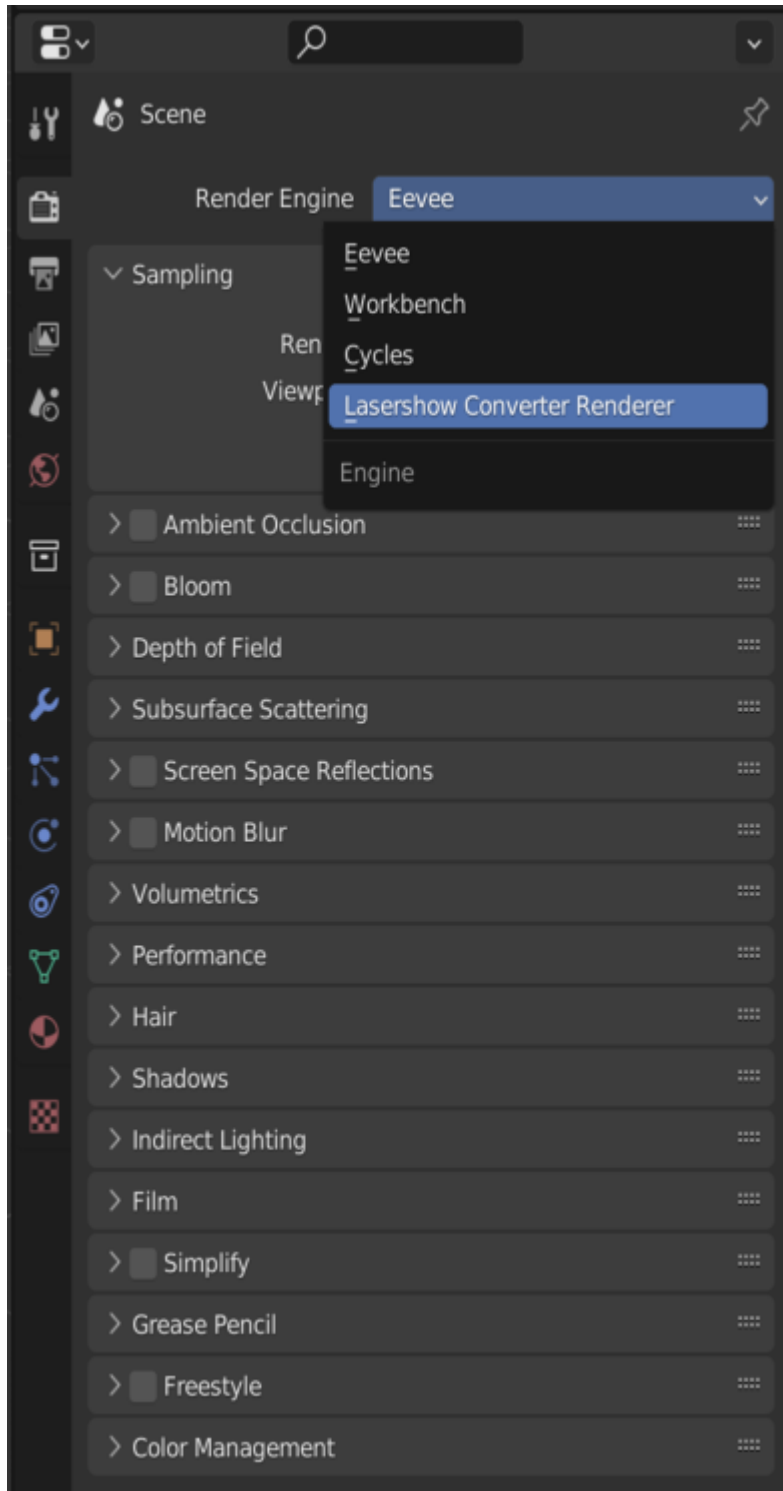 Scene
Render Engine Eevee
Eevee
Sampling
Workbench
Ren
Cycles
Viewp
Lasershow Converter Renderer
Engine
Ambient Occlusion
Bloom
Depth of Field
Subsurface Scattering
Screen Space Reflections
Motion Blur
Volumetrics
Performance
Hair
Shadows
Indirect Lighting
Film
Simplify
Grease Pencil
Freestyle
Color Management